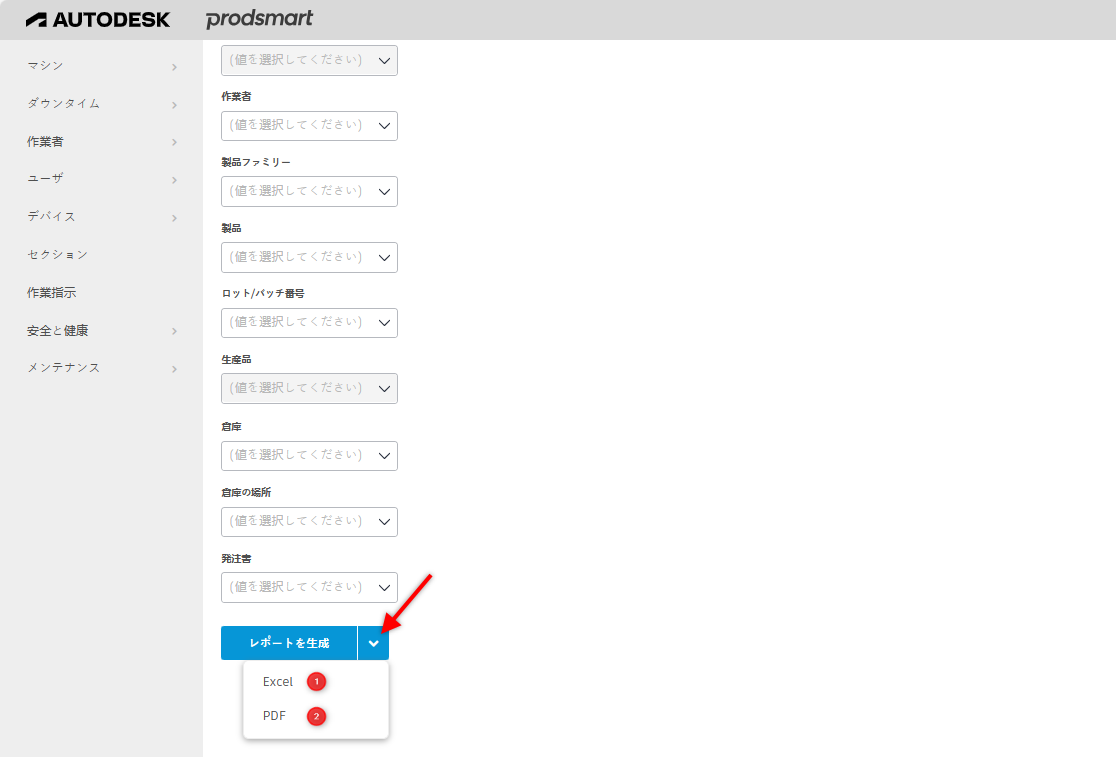 AUTODESK prodsmart
マシン
ダウンタイム
作業者
ユーザ
デバイス
セクション
作業指示
安全と健康
メンテナンス
(値を選択してください)
作業者
(値を選択してください)
製品ファミリー
(値を選択してください)
製品
(値を選択してください)
ロット/バッチ番号
(値を選択してください)
生産品
(値を選択してください)
倉庫
(値を選択してください)
倉庫の場所
(値を選択してください)
発注書
(値を選択してください)
レポートを生成
Excel 1
PDF 2